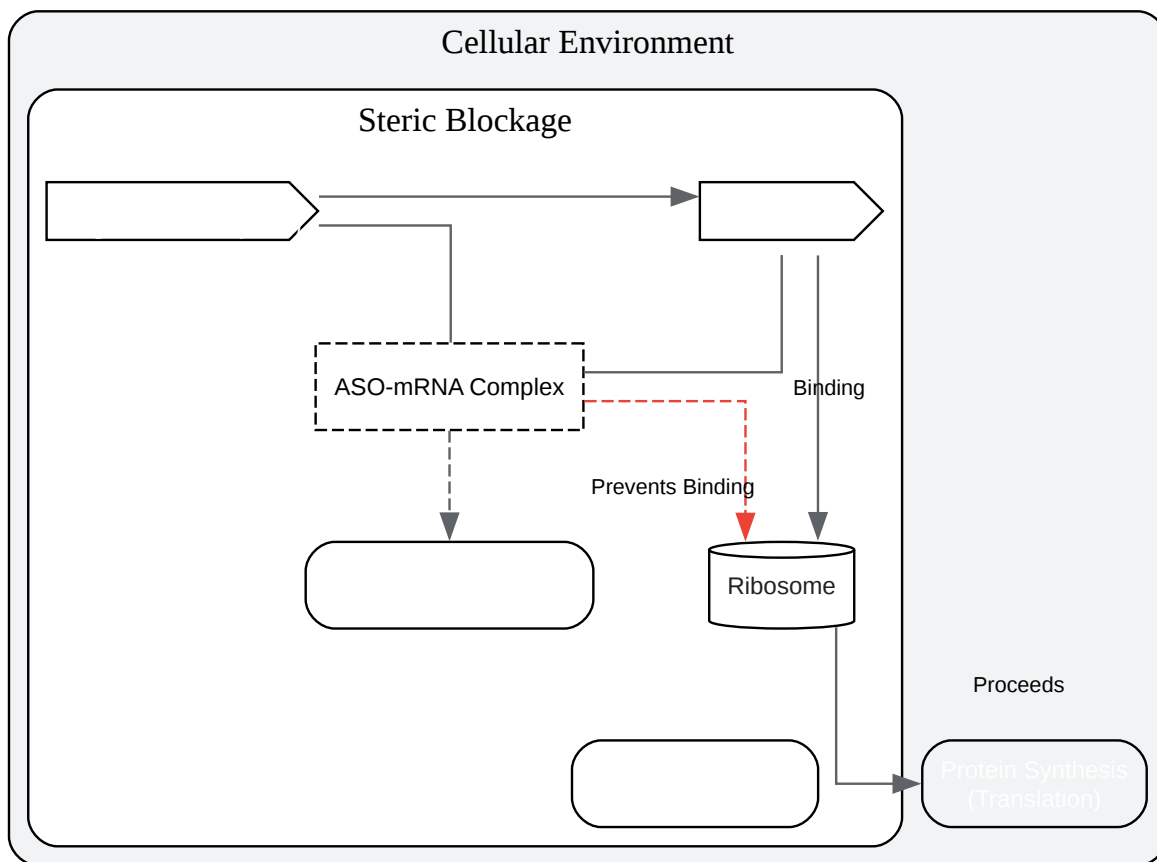 Cellular Environment
Steric Blockage
ASO-mRNA Complex
Binding
Prevents Binding
Ribosome
Proceeds
Protein Synthesis
(Translation)